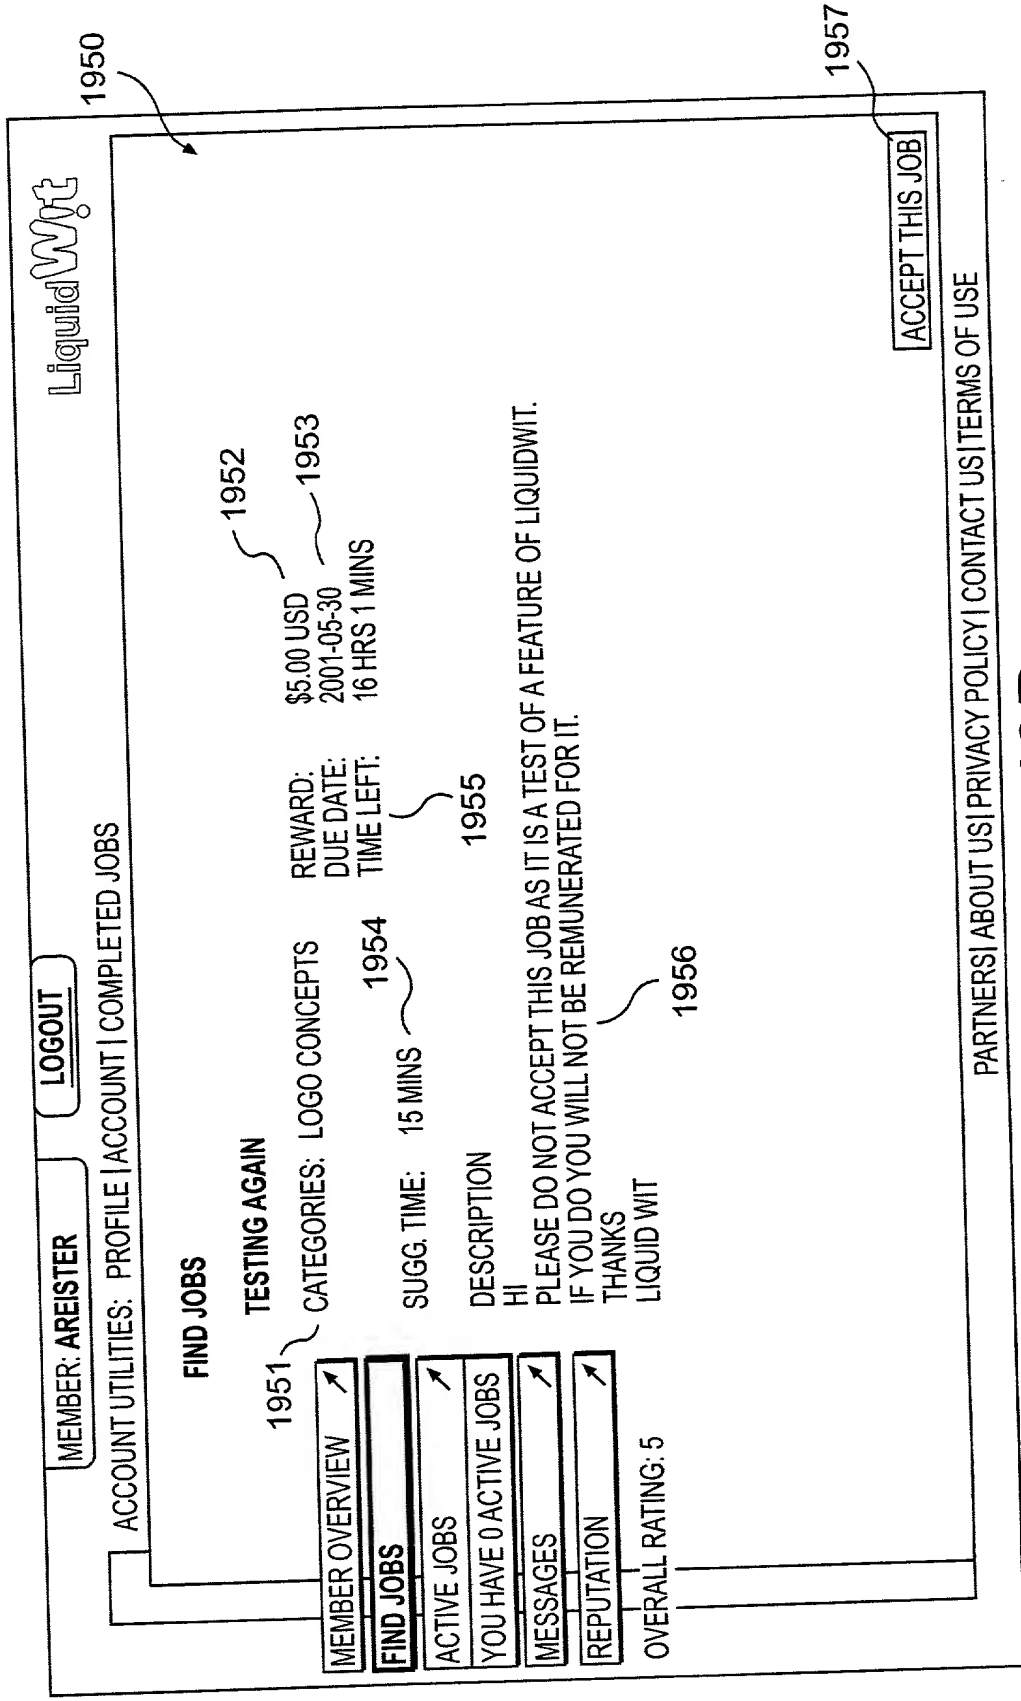 1950
LiquidWit
MEMBER: AREISTER
LOGOUT
ACCOUNT UTILITIES: PROFILE | ACCOUNT | COMPLETED JOBS
FIND JOBS
TESTING AGAIN
1951
CATEGORIES: LOGO CONCEPTS
REWARD: $5.00 USD
1952
DUE DATE: 2001-05-30
1953
TIME LEFT: 16 HRS 1 MINS
1955
SUGG. TIME: 15 MINS
1954
DESCRIPTION
HI
PLEASE DO NOT ACCEPT THIS JOB AS IT IS A TEST OF A FEATURE OF LIQUIDWIT.
IF YOU DO YOU WILL NOT BE REMUNERATED FOR IT.
THANKS
LIQUID WIT
1956
MEMBER OVERVIEW
FIND JOBS
ACTIVE JOBS
YOU HAVE 0 ACTIVE JOBS
MESSAGES
REPUTATION
OVERALL RATING: 5
ACCEPT THIS JOB
1957
PARTNERS| ABOUT US| PRIVACY POLICY | CONTACT US|TERMS OF USE